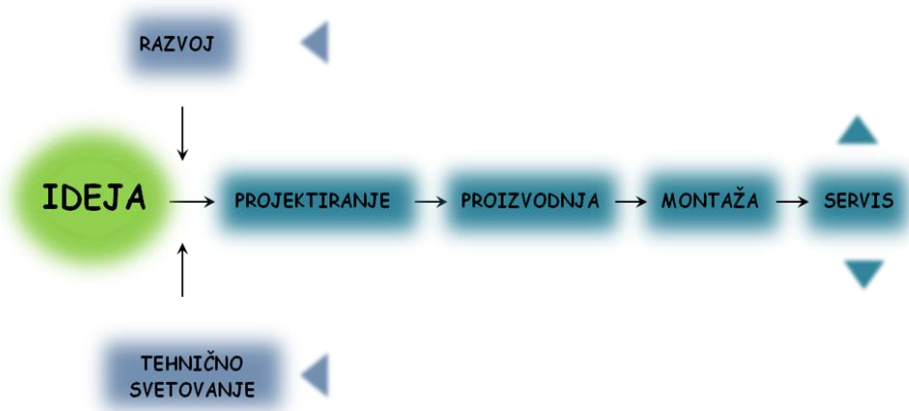 RAZVOJ
IDEJA
PROJEKTIRANJE
PROIZVODNJA
MONTAŽA
SERVIS
TEHNIČNO
SVETOVANJE